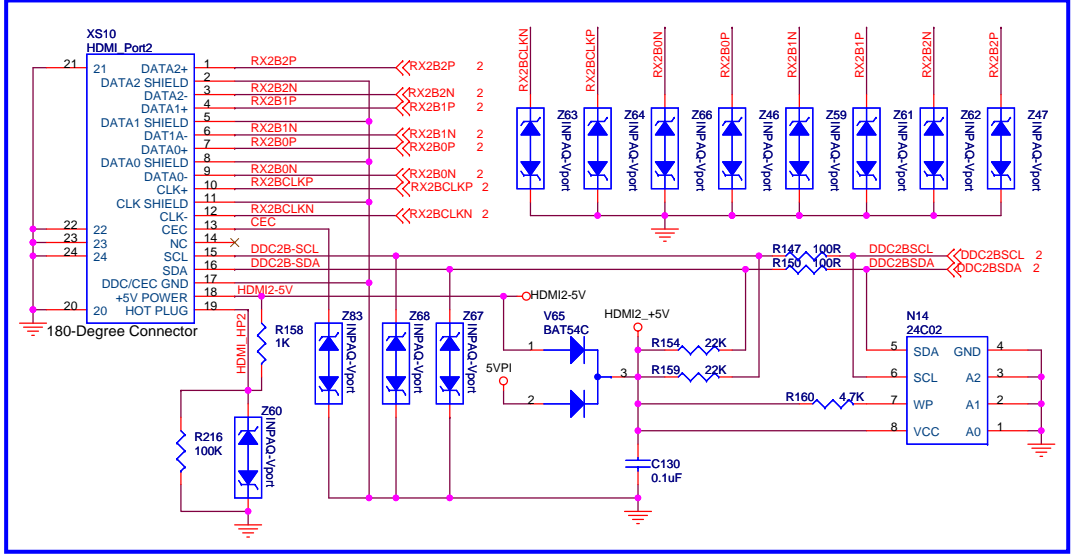 XS10
HDMI_Port2
21 21 DATA2+ 1 RX2B2P RX2B2P 2
DATA2 SHIELD 2
DATA2- 3 RX2B2N RX2B2N 2
DATA1+ 4 RX2B1P RX2B1P 2
DATA1 SHIELD 5
DAT1A- 6 RX2B1N RX2B1N 2
DATA0+ 7 RX2B0P RX2B0P 2
DATA0 SHIELD 8
DATA0- 9 RX2B0N RX2B0N 2
CLK+ 10 RX2BCLKP RX2BCLKP 2
CLK SHIELD 11
CLK- 12 RX2BCLKN RX2BCLKN 2
22 22 CEC 13 CEC
23 23 NC 14
24 24 SCL 15 DDC2B-SCL
SDA 16 DDC2B-SDA
DDC/CEC GND 17
+5V POWER 18 HDMI2-5V
20 20 HOT PLUG 19
180-Degree Connector
RX2BCLKN
RX2BCLKP
RX2B0N
RX2B0P
RX2B1N
RX2B1P
RX2B2N
RX2B2P
Z63
INPAQ-Vport
Z64
INPAQ-Vport
Z66
INPAQ-Vport
Z46
INPAQ-Vport
Z59
INPAQ-Vport
Z61
INPAQ-Vport
Z62
INPAQ-Vport
Z47
INPAQ-Vport
R147 100R DDC2BSCL DDC2BSCL 2
R150 100R DDC2BSDA DDC2BSDA 2
HDMI2-5V
HDMI_HP2
R158
1K
Z83
INPAQ-Vport
Z68
INPAQ-Vport
Z67
INPAQ-Vport
V65
BAT54C
1
5VPI
2
3
HDMI2_+5V
R154 22K
R159 22K
R160 4.7K
N14
24C02
5 SDA GND 4
6 SCL A2 3
7 WP A1 2
8 VCC A0 1
R216
100K
Z60
INPAQ-Vport
C130
0.1uF